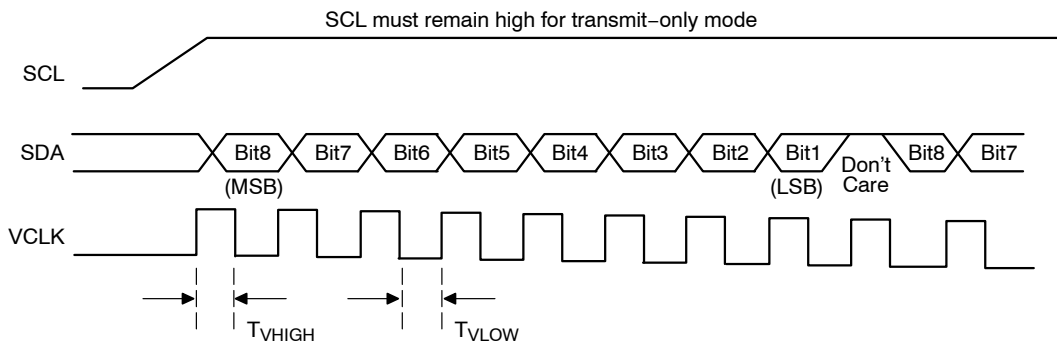 SCL must remain high for transmit−only mode
SCL
SDA
Bit8 Bit7 Bit6 Bit5 Bit4 Bit3 Bit2 Bit1 Don't Care Bit8 Bit7
(MSB) (LSB)
VCLK
TVHIGH TVLOW